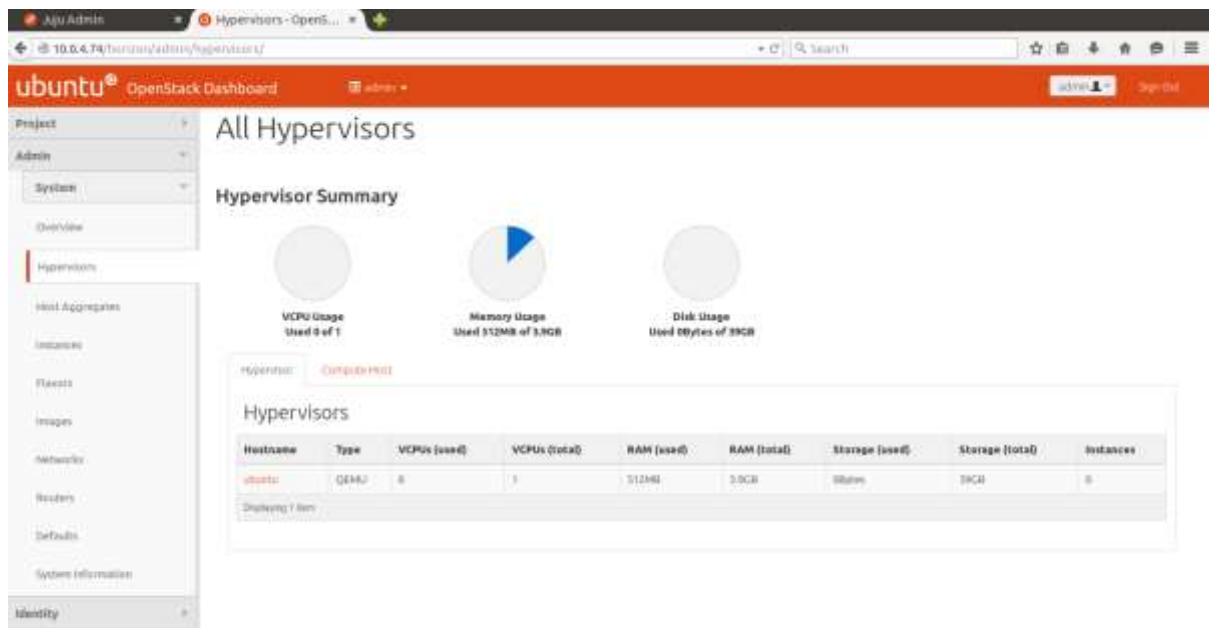 Juju Admin
Hypervisors - OpenS...
10.0.4.74/horizon/admin/hypervisors/
Search
ubuntu® OpenStack Dashboard
admin
admin
Sign Out
Project
Admin
System
Overview
Hypervisors
Host Aggregates
Instances
Flavors
Images
Networks
Routers
Defaults
System Information
Identity
All Hypervisors
Hypervisor Summary
VCPU Usage
Used 0 of 1
Memory Usage
Used 512MB of 3.9GB
Disk Usage
Used 0Bytes of 39GB
Hypervisor
Compute Host
Hypervisors
Hostname Type VCPUs (used) VCPUs (total) RAM (used) RAM (total) Storage (used) Storage (total) Instances
ubuntu QEMU 0 1 512MB 3.9GB 0Bytes 39GB 0
Displaying 1 item